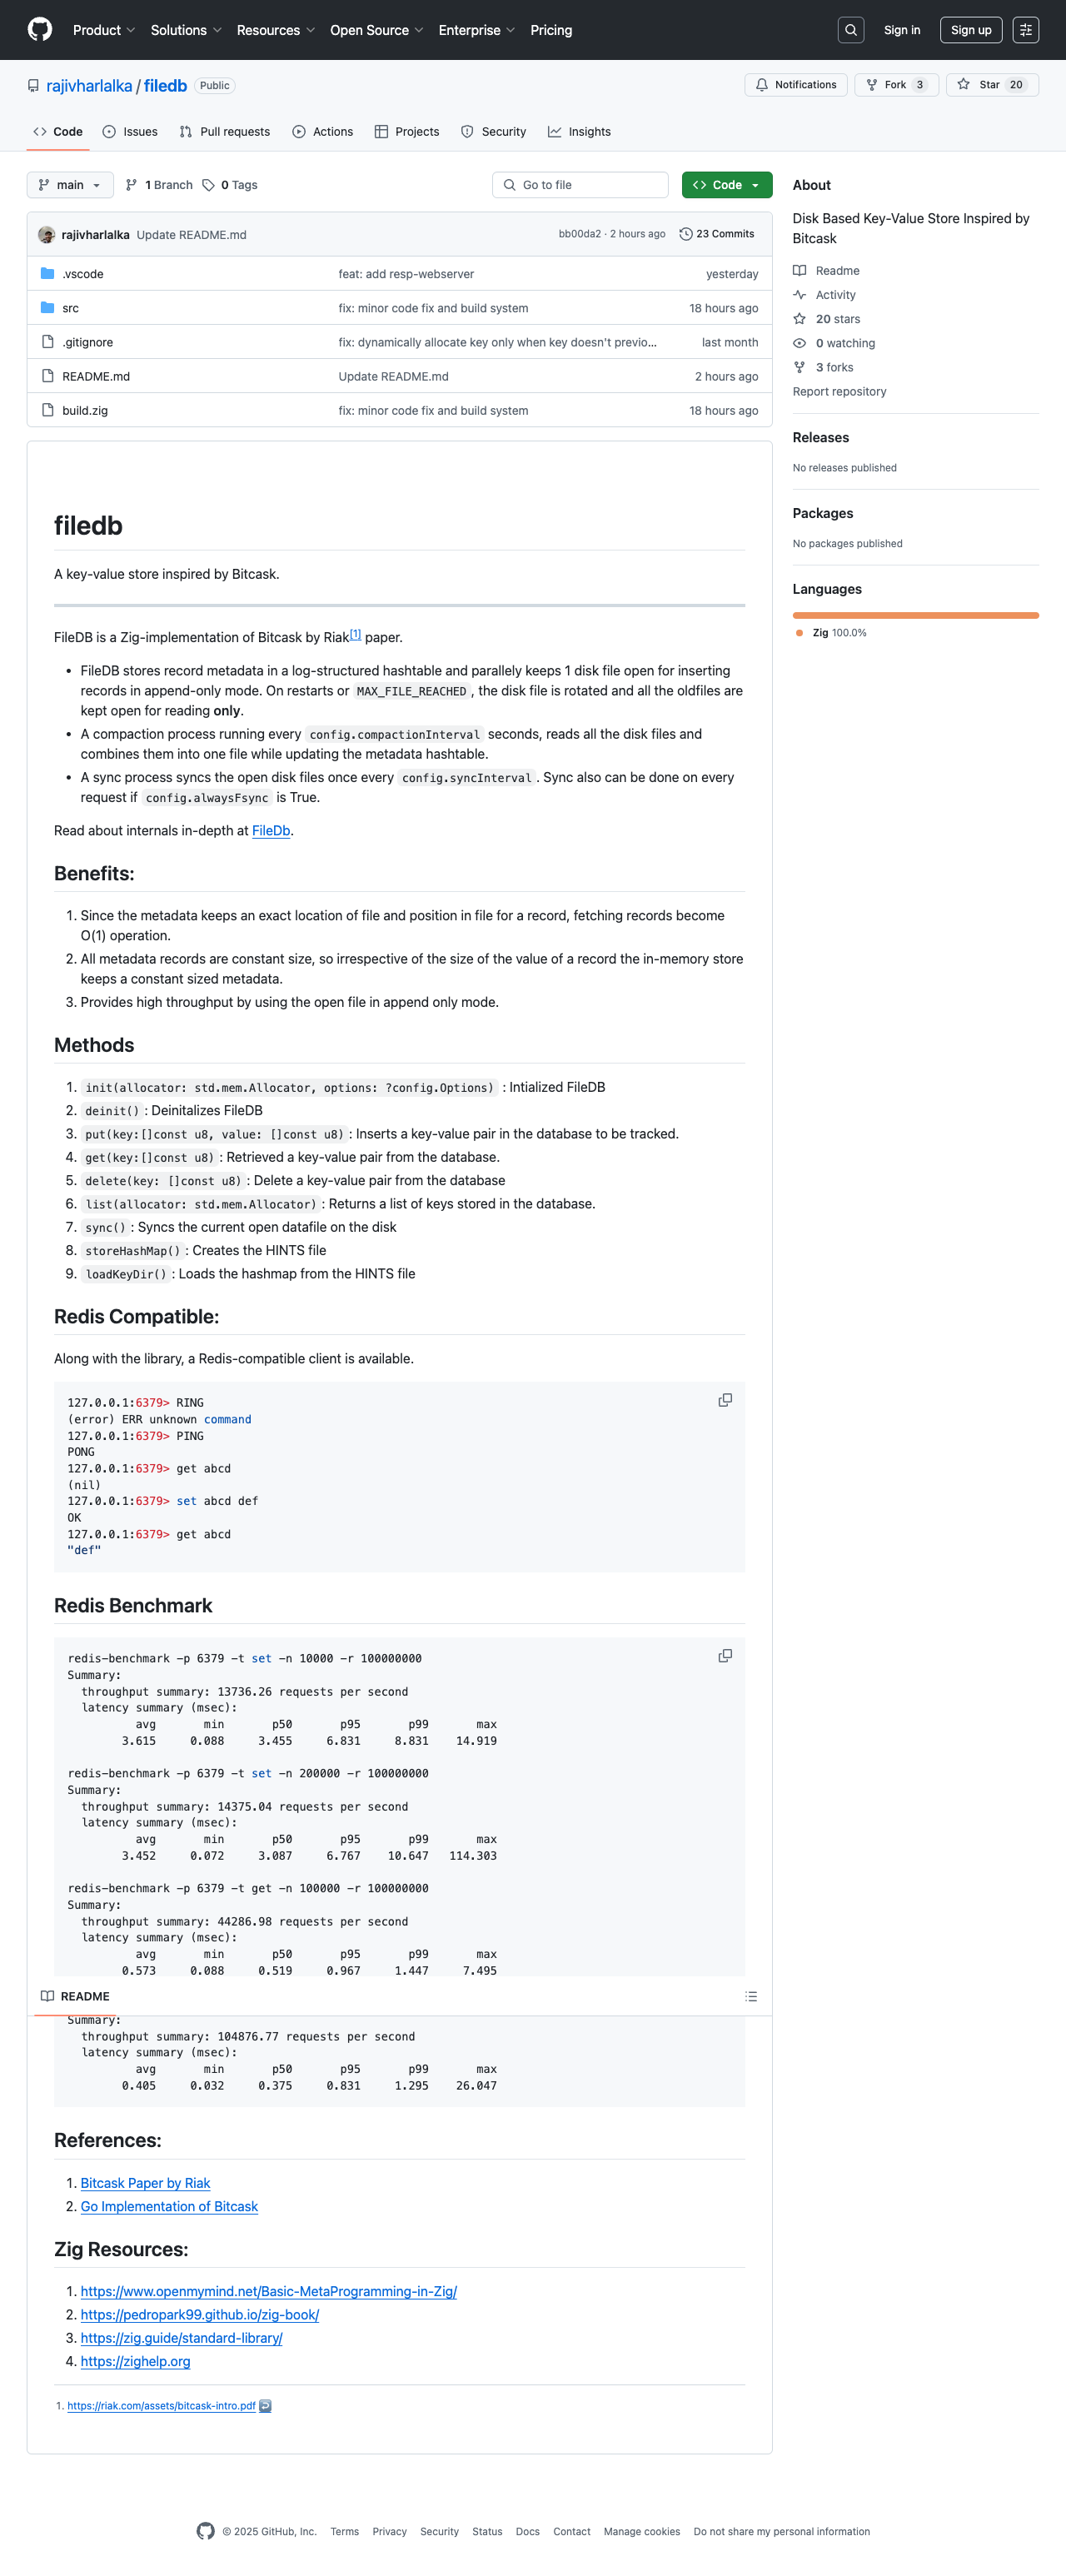 Product Solutions Resources Open Source Enterprise Pricing Sign in Sign up
rajivharlalka / filedb Public Notifications Fork 3 Star 20
Code Issues Pull requests Actions Projects Security Insights
main 1 Branch 0 Tags Go to file Code
rajivharlalka Update README.md bb00da2 · 2 hours ago 23 Commits
.vscode feat: add resp-webserver yesterday
src fix: minor code fix and build system 18 hours ago
.gitignore fix: dynamically allocate key only when key doesn't previo... last month
README.md Update README.md 2 hours ago
build.zig fix: minor code fix and build system 18 hours ago
filedb
A key-value store inspired by Bitcask.
FileDB is a Zig-implementation of Bitcask by Riak[1] paper.
• FileDB stores record metadata in a log-structured hashtable and parallely keeps 1 disk file open for inserting
records in append-only mode. On restarts or MAX_FILE_REACHED , the disk file is rotated and all the oldfiles are
kept open for reading only.
• A compaction process running every config.compactionInterval seconds, reads all the disk files and
combines them into one file while updating the metadata hashtable.
• A sync process syncs the open disk files once every config.syncInterval . Sync also can be done on every
request if config.alwaysFsync is True.
Read about internals in-depth at FileDb.
Benefits:
1. Since the metadata keeps an exact location of file and position in file for a record, fetching records become
O(1) operation.
2. All metadata records are constant size, so irrespective of the size of the value of a record the in-memory store
keeps a constant sized metadata.
3. Provides high throughput by using the open file in append only mode.
Methods
1. init(allocator: std.mem.Allocator, options: ?config.Options) : Intialized FileDB
2. deinit() : Deinitalizes FileDB
3. put(key:[]const u8, value: []const u8) : Inserts a key-value pair in the database to be tracked.
4. get(key:[]const u8) : Retrieved a key-value pair from the database.
5. delete(key: []const u8) : Delete a key-value pair from the database
6. list(allocator: std.mem.Allocator) : Returns a list of keys stored in the database.
7. sync() : Syncs the current open datafile on the disk
8. storeHashMap() : Creates the HINTS file
9. loadKeyDir() : Loads the hashmap from the HINTS file
Redis Compatible:
Along with the library, a Redis-compatible client is available.
127.0.0.1:6379> RING
(error) ERR unknown command
127.0.0.1:6379> PING
PONG
127.0.0.1:6379> get abcd
(nil)
127.0.0.1:6379> set abcd def
OK
127.0.0.1:6379> get abcd
"def"
Redis Benchmark
redis-benchmark -p 6379 -t set -n 10000 -r 100000000
Summary:
throughput summary: 13736.26 requests per second
latency summary (msec):
avg min p50 p95 p99 max
3.615 0.088 3.455 6.831 8.831 14.919
redis-benchmark -p 6379 -t set -n 200000 -r 100000000
Summary:
throughput summary: 14375.04 requests per second
latency summary (msec):
avg min p50 p95 p99 max
3.452 0.072 3.087 6.767 10.647 114.303
redis-benchmark -p 6379 -t get -n 100000 -r 100000000
Summary:
throughput summary: 44286.98 requests per second
latency summary (msec):
avg min p50 p95 p99 max
0.573 0.088 0.519 0.967 1.447 7.495
README
Summary:
throughput summary: 104876.77 requests per second
latency summary (msec):
avg min p50 p95 p99 max
0.405 0.032 0.375 0.831 1.295 26.047
References:
1. Bitcask Paper by Riak
2. Go Implementation of Bitcask
Zig Resources:
1. https://www.openmymind.net/Basic-MetaProgramming-in-Zig/
2. https://pedropark99.github.io/zig-book/
3. https://zig.guide/standard-library/
4. https://zighelp.org
1. https://riak.com/assets/bitcask-intro.pdf ↩
About
Disk Based Key-Value Store Inspired by
Bitcask
Readme
Activity
20 stars
0 watching
3 forks
Report repository
Releases
No releases published
Packages
No packages published
Languages
Zig 100.0%
© 2025 GitHub, Inc. Terms Privacy Security Status Docs Contact Manage cookies Do not share my personal information